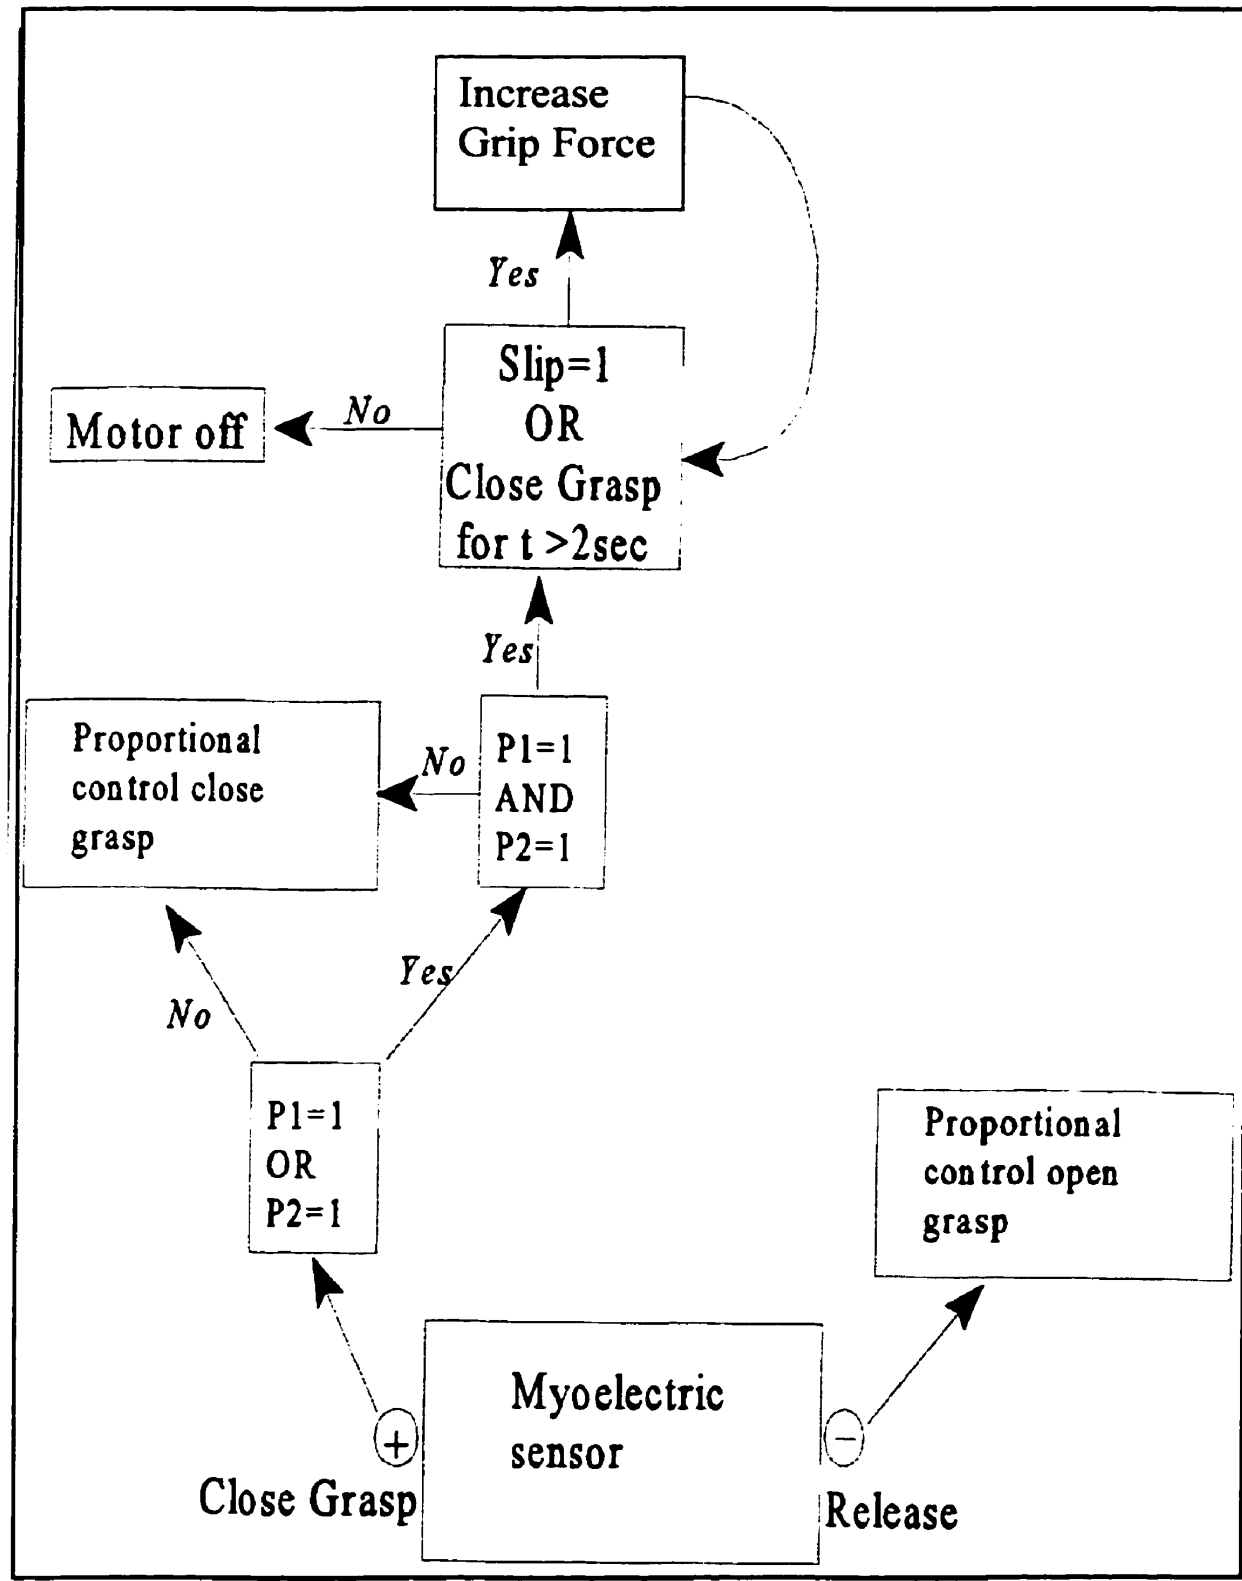 Increase
Grip Force
Yes
Slip=1
OR
Close Grasp
for t >2sec
No
Motor off
Yes
Proportional
control close
grasp
No
P1=1
AND
P2=1
Yes
No
P1=1
OR
P2=1
Proportional
control open
grasp
Myoelectric
sensor
+
Close Grasp
−
Release